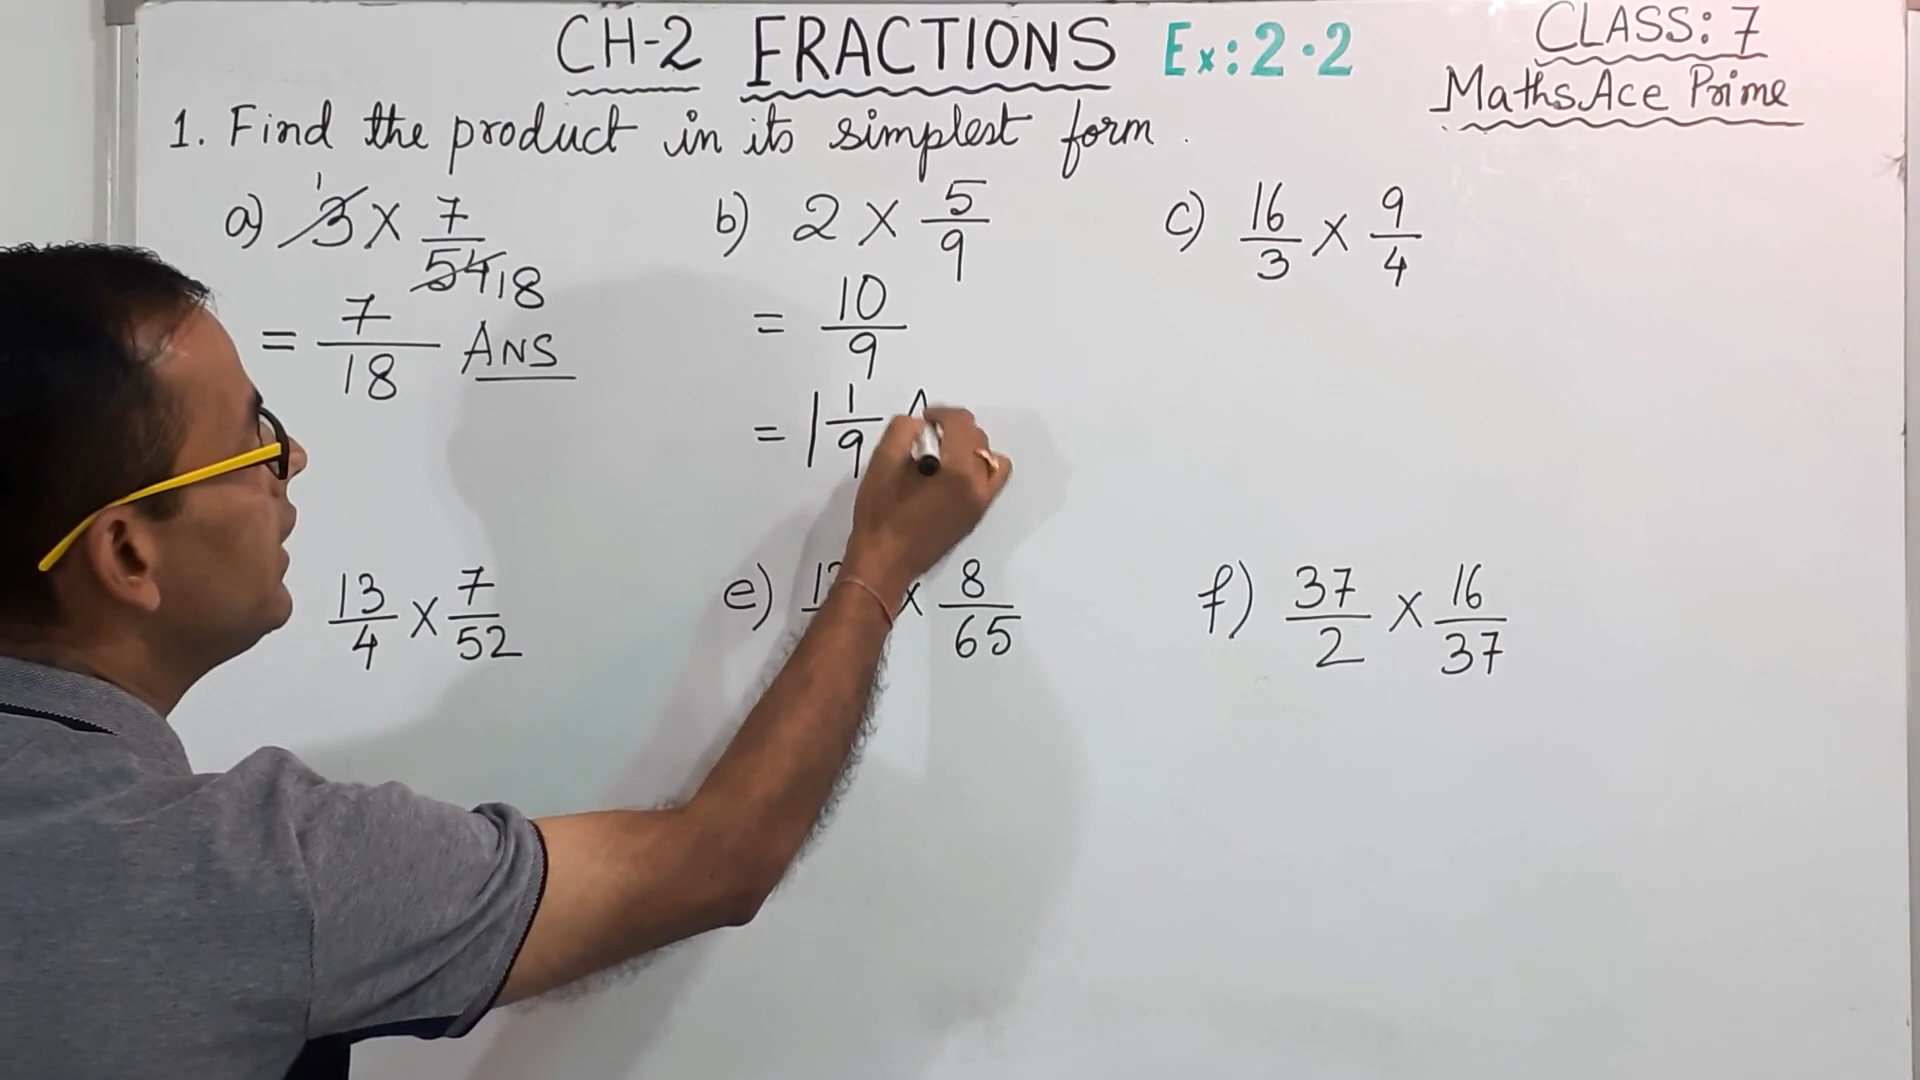 CH-2 FRACTIONS Ex: 2.2
CLASS: 7
Maths Ace Prime
1. Find the product in its simplest form.
a) 3 × 7/54 1 18
= 7/18 ANS
b) 2 × 5/9
= 10/9
= 1 1/9
c) 16/3 × 9/4
13/4 × 7/52
e) × 8/65
f) 37/2 × 16/37